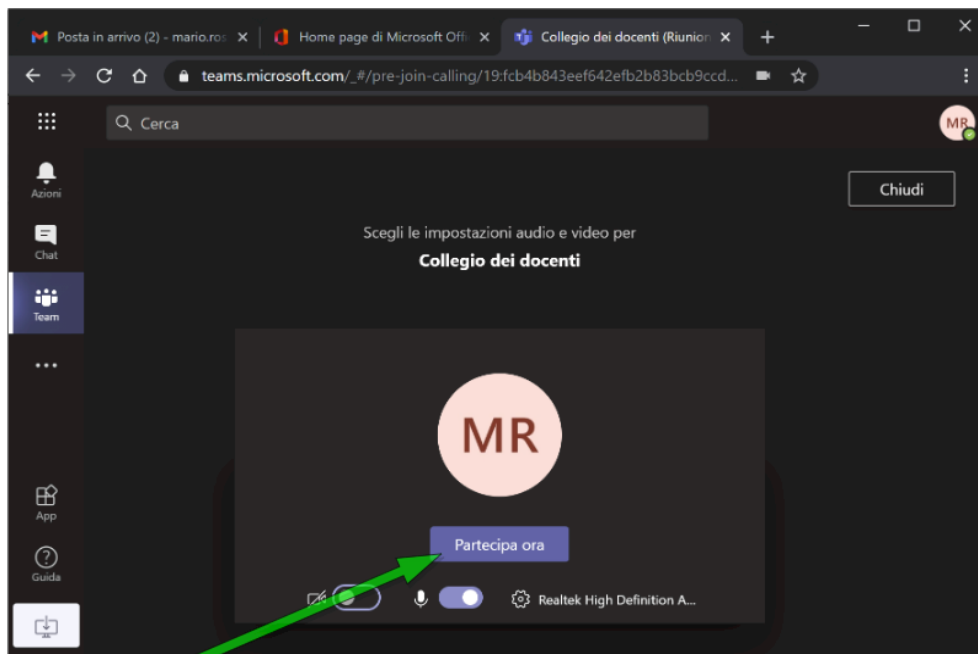 Posta in arrivo (2) - mario.ros
Home page di Microsoft Offi
Collegio dei docenti (Riunion
teams.microsoft.com/_#/pre-join-calling/19:fcb4b843eef642efb2b83bcb9ccd...
Cerca
MR
Azioni
Chiudi
Chat
Scegli le impostazioni audio e video per
Collegio dei docenti
Team
MR
Partecipa ora
App
Guida
Realtek High Definition A...